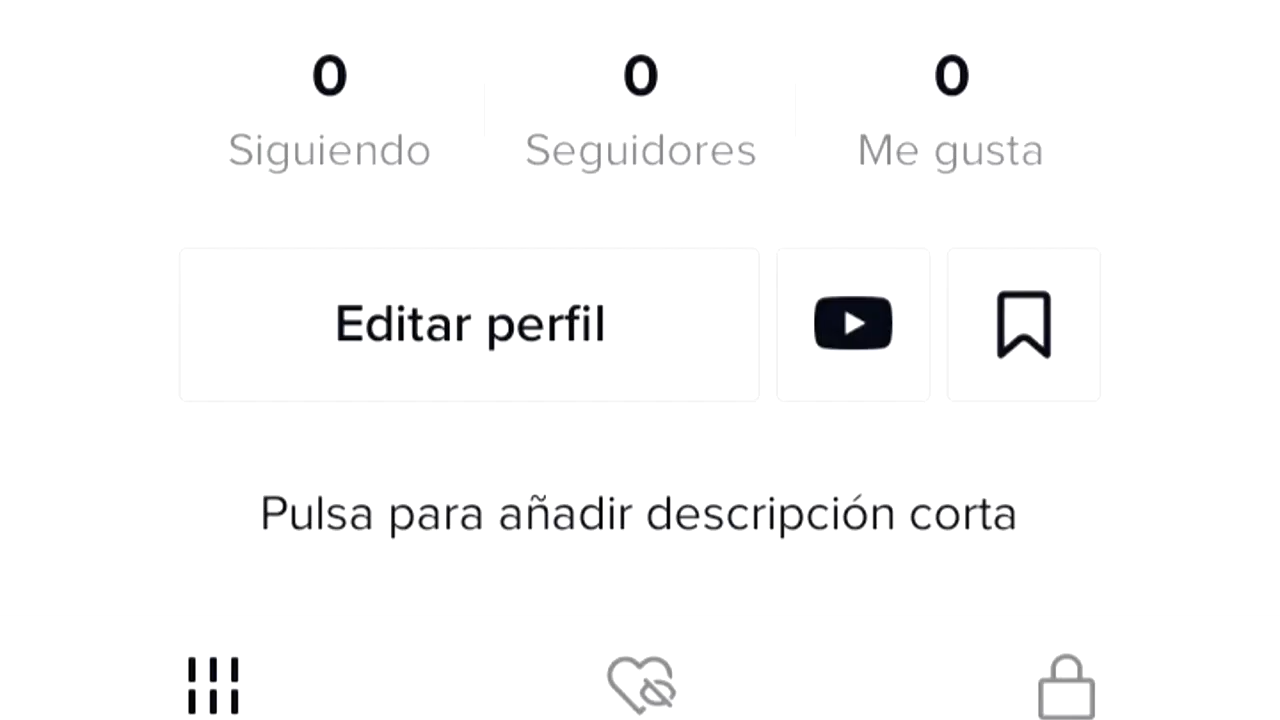 0 0 0
Siguiendo Seguidores Me gusta
Editar perfil
Pulsa para añadir descripción corta